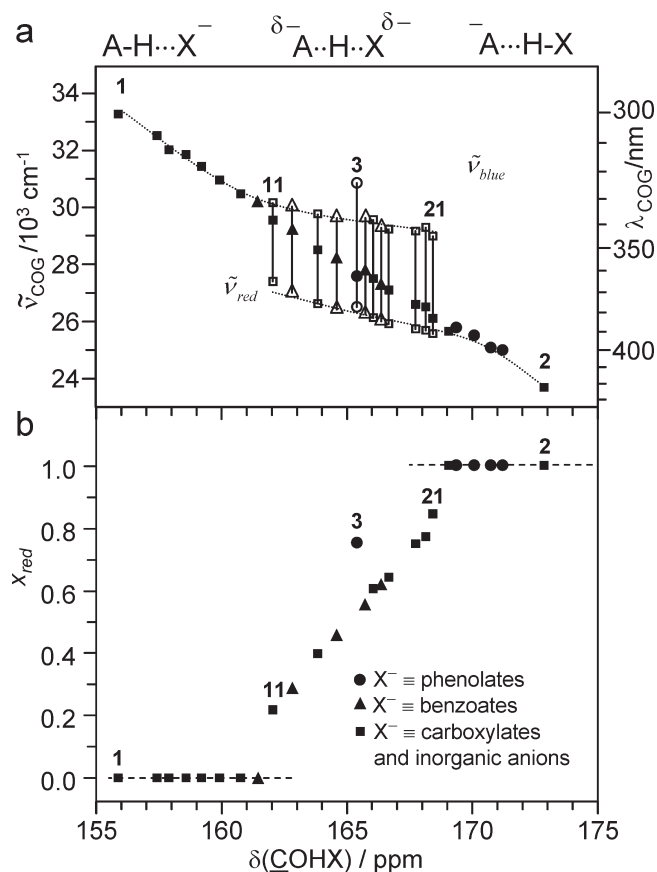 a
A-H···X⁻
δ− A··H··X δ−
⁻A···H-X
ν̃COG /10³ cm⁻¹
34
32
30
28
26
24
1
11
3
21
2
ν̃blue
ν̃red
λCOG/nm
300
350
400
b
xred
1.0
0.8
0.6
0.4
0.2
0.0
1
11
3
21
2
X⁻ ≡ phenolates
X⁻ ≡ benzoates
X⁻ ≡ carboxylates
and inorganic anions
155 160 165 170 175
δ(COHX) / ppm